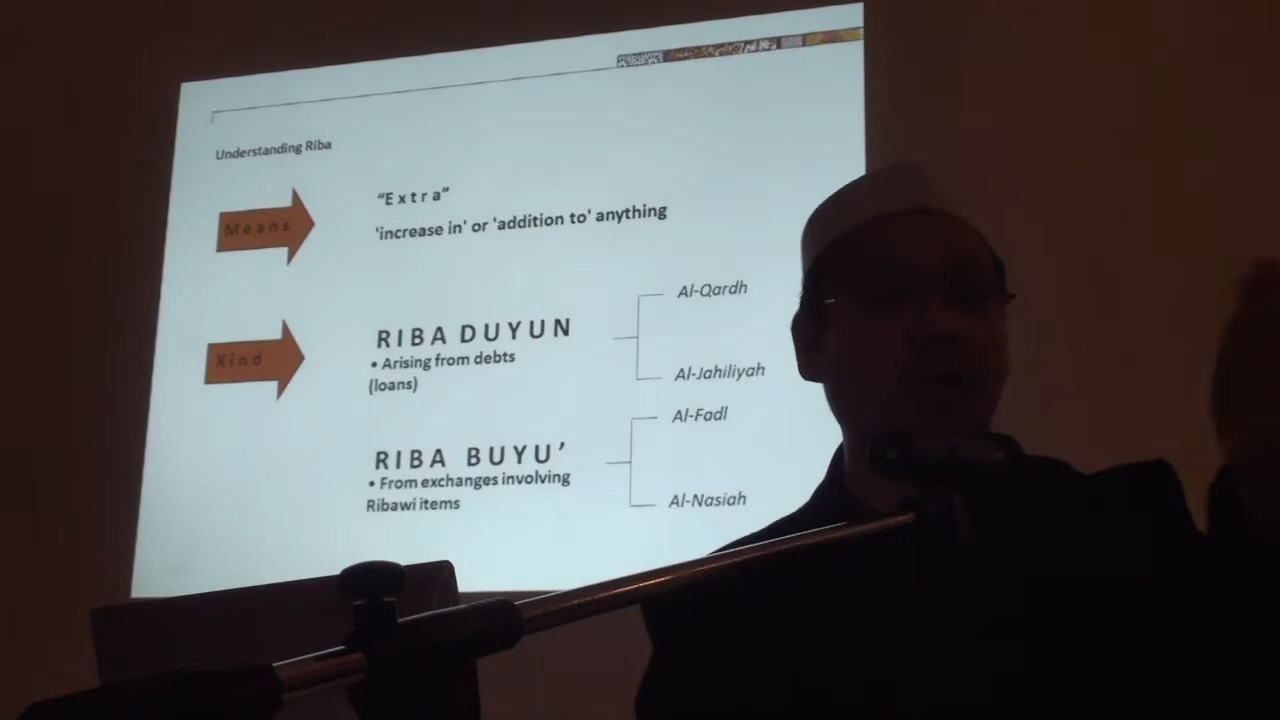 Understanding Riba
Means
"Extra"
'increase in' or 'addition to' anything
Kind
RIBA DUYUN
• Arising from debts
(loans)
Al-Qardh
Al-Jahiliyah
RIBA BUYU’
• From exchanges involving
Ribawi items
Al-Fadl
Al-Nasiah